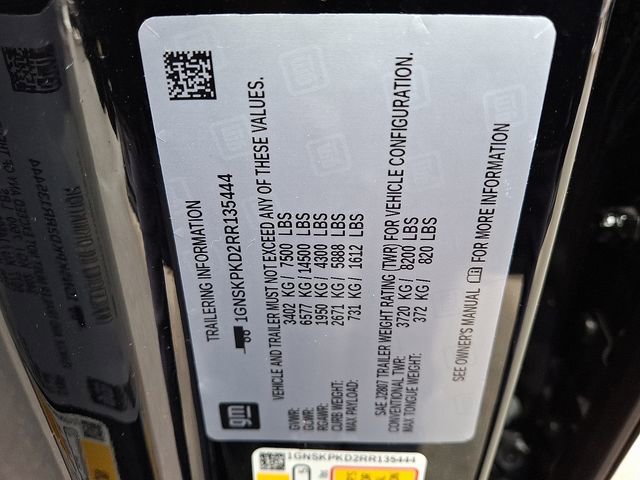 gm
TRAILERING INFORMATION
1GNSKPKD2RR135444
VEHICLE AND TRAILER MUST NOT EXCEED ANY OF THESE VALUES.
GVWR: 3402 KG / 7500 LBS
GCWR: 6577 KG / 14500 LBS
RGAWR: 1950 KG / 4300 LBS
CURB WEIGHT: 2671 KG / 5888 LBS
MAX PAYLOAD: 731 KG / 1612 LBS
SAE J2807 TRAILER WEIGHT RATING (TWR) FOR VEHICLE CONFIGURATION.
CONVENTIONAL TWR: 3720 KG / 8200 LBS
MAX TONGUE WEIGHT: 372 KG / 820 LBS
SEE OWNER'S MANUAL FOR MORE INFORMATION
1GNSKPKD2RR135444